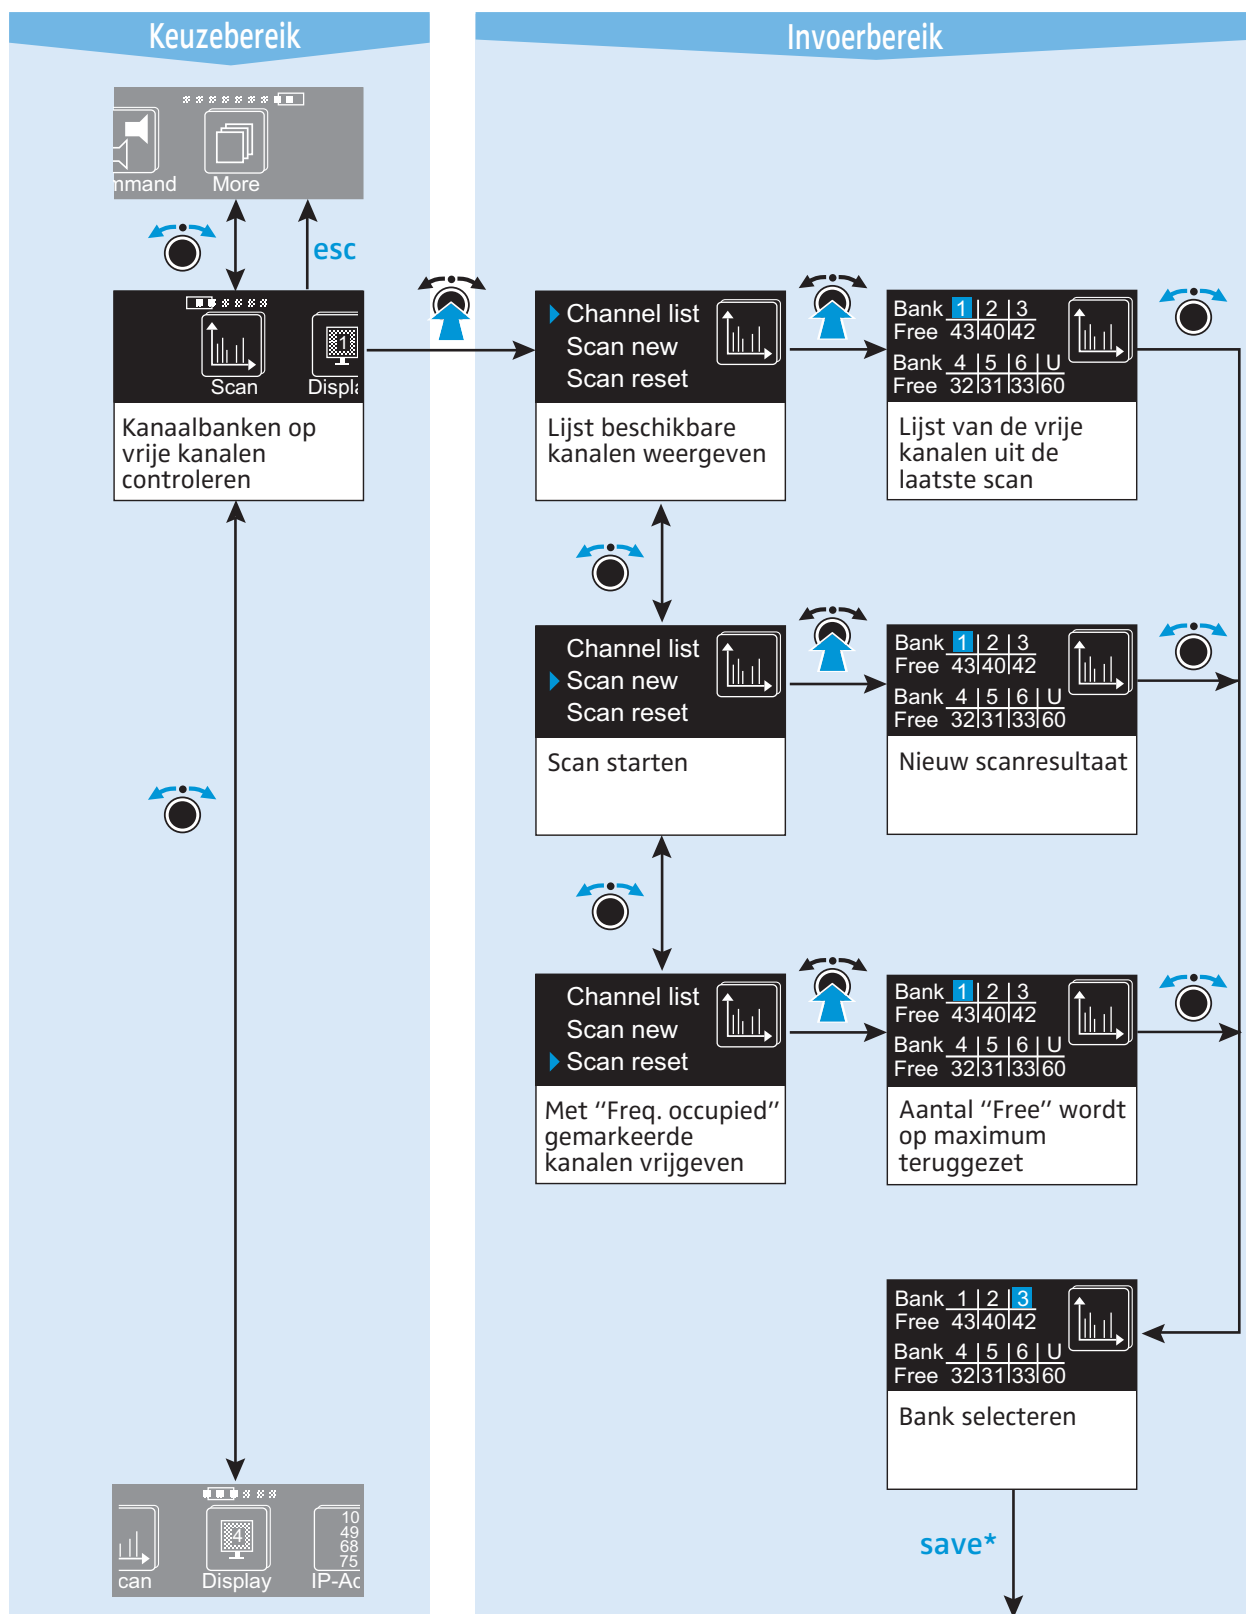 Keuzebereik
Invoerbereik
mmand
More
esc
Scan
1
Displa
Kanaalbanken op
vrije kanalen
controleren
Channel list
Scan new
Scan reset
Lijst beschikbare
kanalen weergeven
Bank 1 2 3
Free 43 40 42
Bank 4 5 6 U
Free 32 31 33 60
Lijst van de vrije
kanalen uit de
laatste scan
Channel list
Scan new
Scan reset
Scan starten
Bank 1 2 3
Free 43 40 42
Bank 4 5 6 U
Free 32 31 33 60
Nieuw scanresultaat
Channel list
Scan new
Scan reset
Met "Freq. occupied"
gemarkeerde
kanalen vrijgeven
Bank 1 2 3
Free 43 40 42
Bank 4 5 6 U
Free 32 31 33 60
Aantal "Free" wordt
op maximum
teruggezet
Bank 1 2 3
Free 43 40 42
Bank 4 5 6 U
Free 32 31 33 60
Bank selecteren
save*
can
4
Display
10
49
68
75
IP-Ad